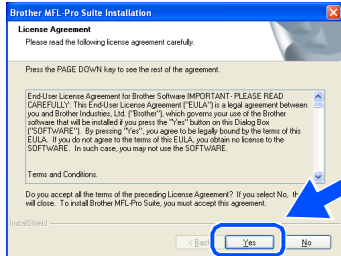 Brother MFL-Pro Suite Installation
License Agreement
Please read the following license agreement carefully.
Press the PAGE DOWN key to see the rest of the agreement.
End-User License Agreement for Brother Software IMPORTANT- PLEASE READ
CAREFULLY: This End-User License Agreement ("EULA") is a legal agreement between
you and Brother Industries, Ltd. ("Brother"), which governs your use of the Brother
software that will be installed if you press the "Yes" button on this Dialog Box
("SOFTWARE"). By pressing "Yes", you agree to be legally bound by the terms of this
EULA. If you do not agree to the terms of this EULA, you obtain no license to the
SOFTWARE. In such case, you may not use the SOFTWARE.
Terms and Conditions.
Do you accept all the terms of the preceding License Agreement? If you select No, th
will close. To install Brother MFL-Pro Suite, you must accept this agreement.
InstallShield
< Back
Yes
No